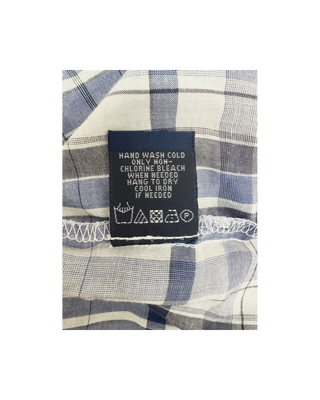 HAND WASH COLD
ONLY NON-
CHLORINE BLEACH
WHEN NEEDED
HANG TO DRY
COOL IRON
IF NEEDED
P